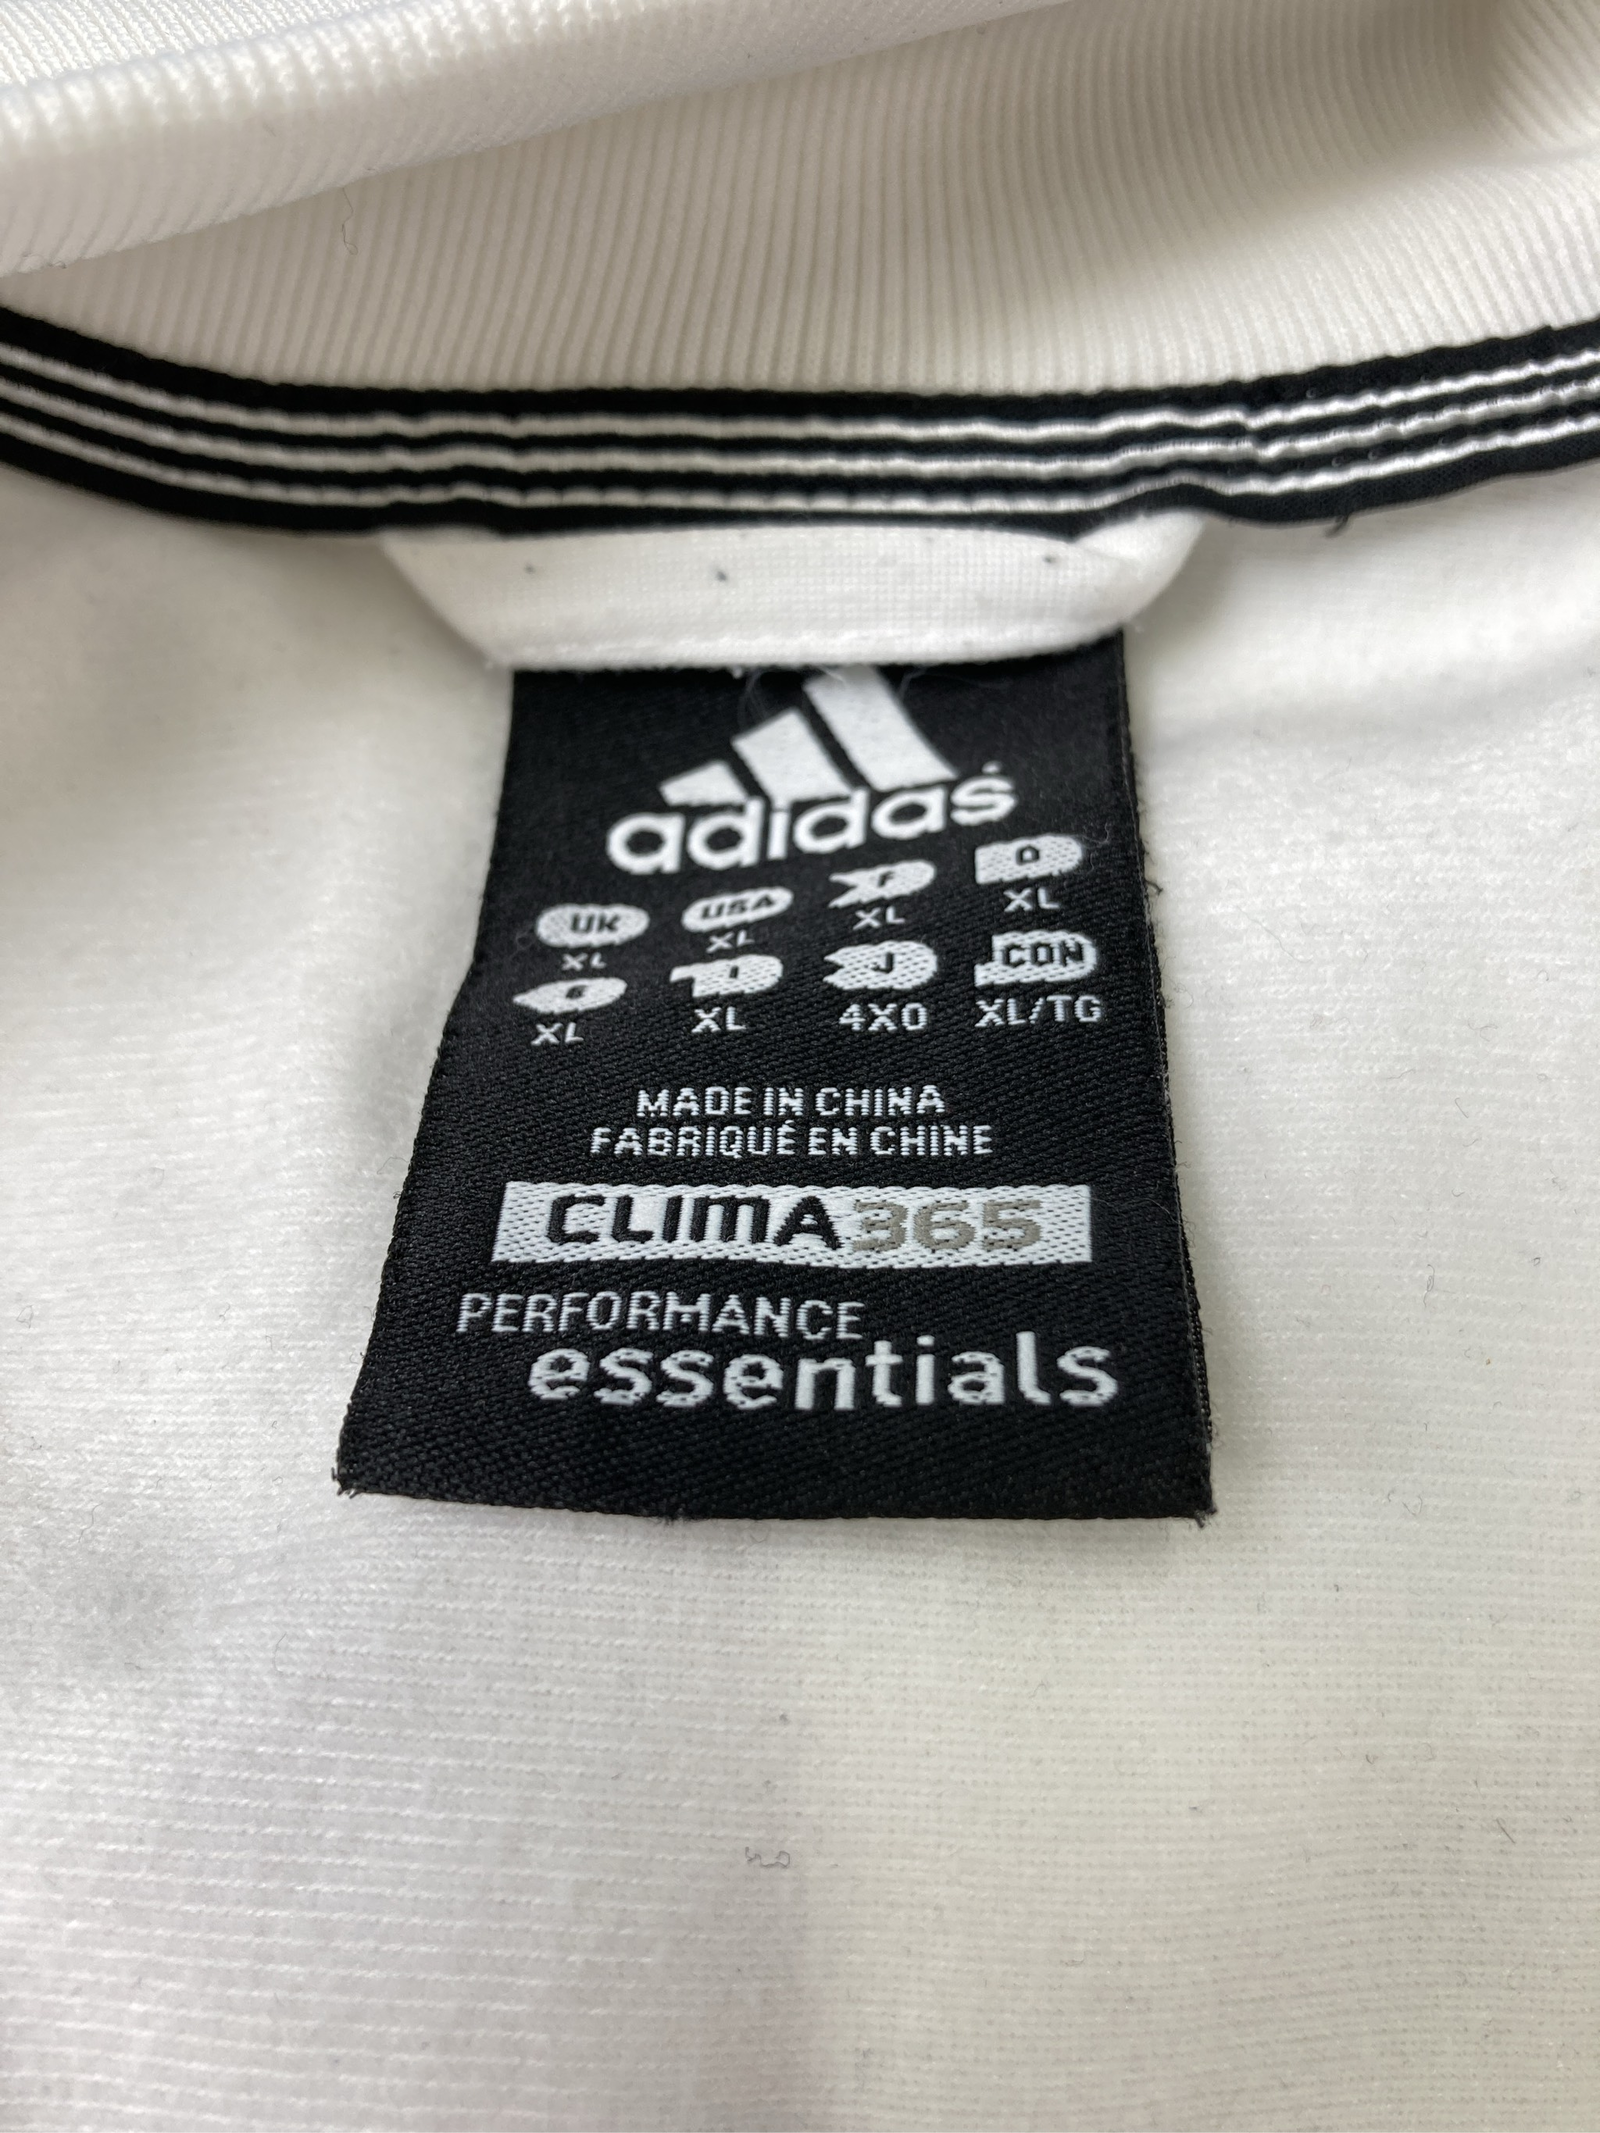 adidas
UK USA F D
XL XL XL XL
E I J CON
XL XL 4XO XL/TG
MADE IN CHINA
FABRIQUÉ EN CHINE
CLIMA365
PERFORMANCE
essentials